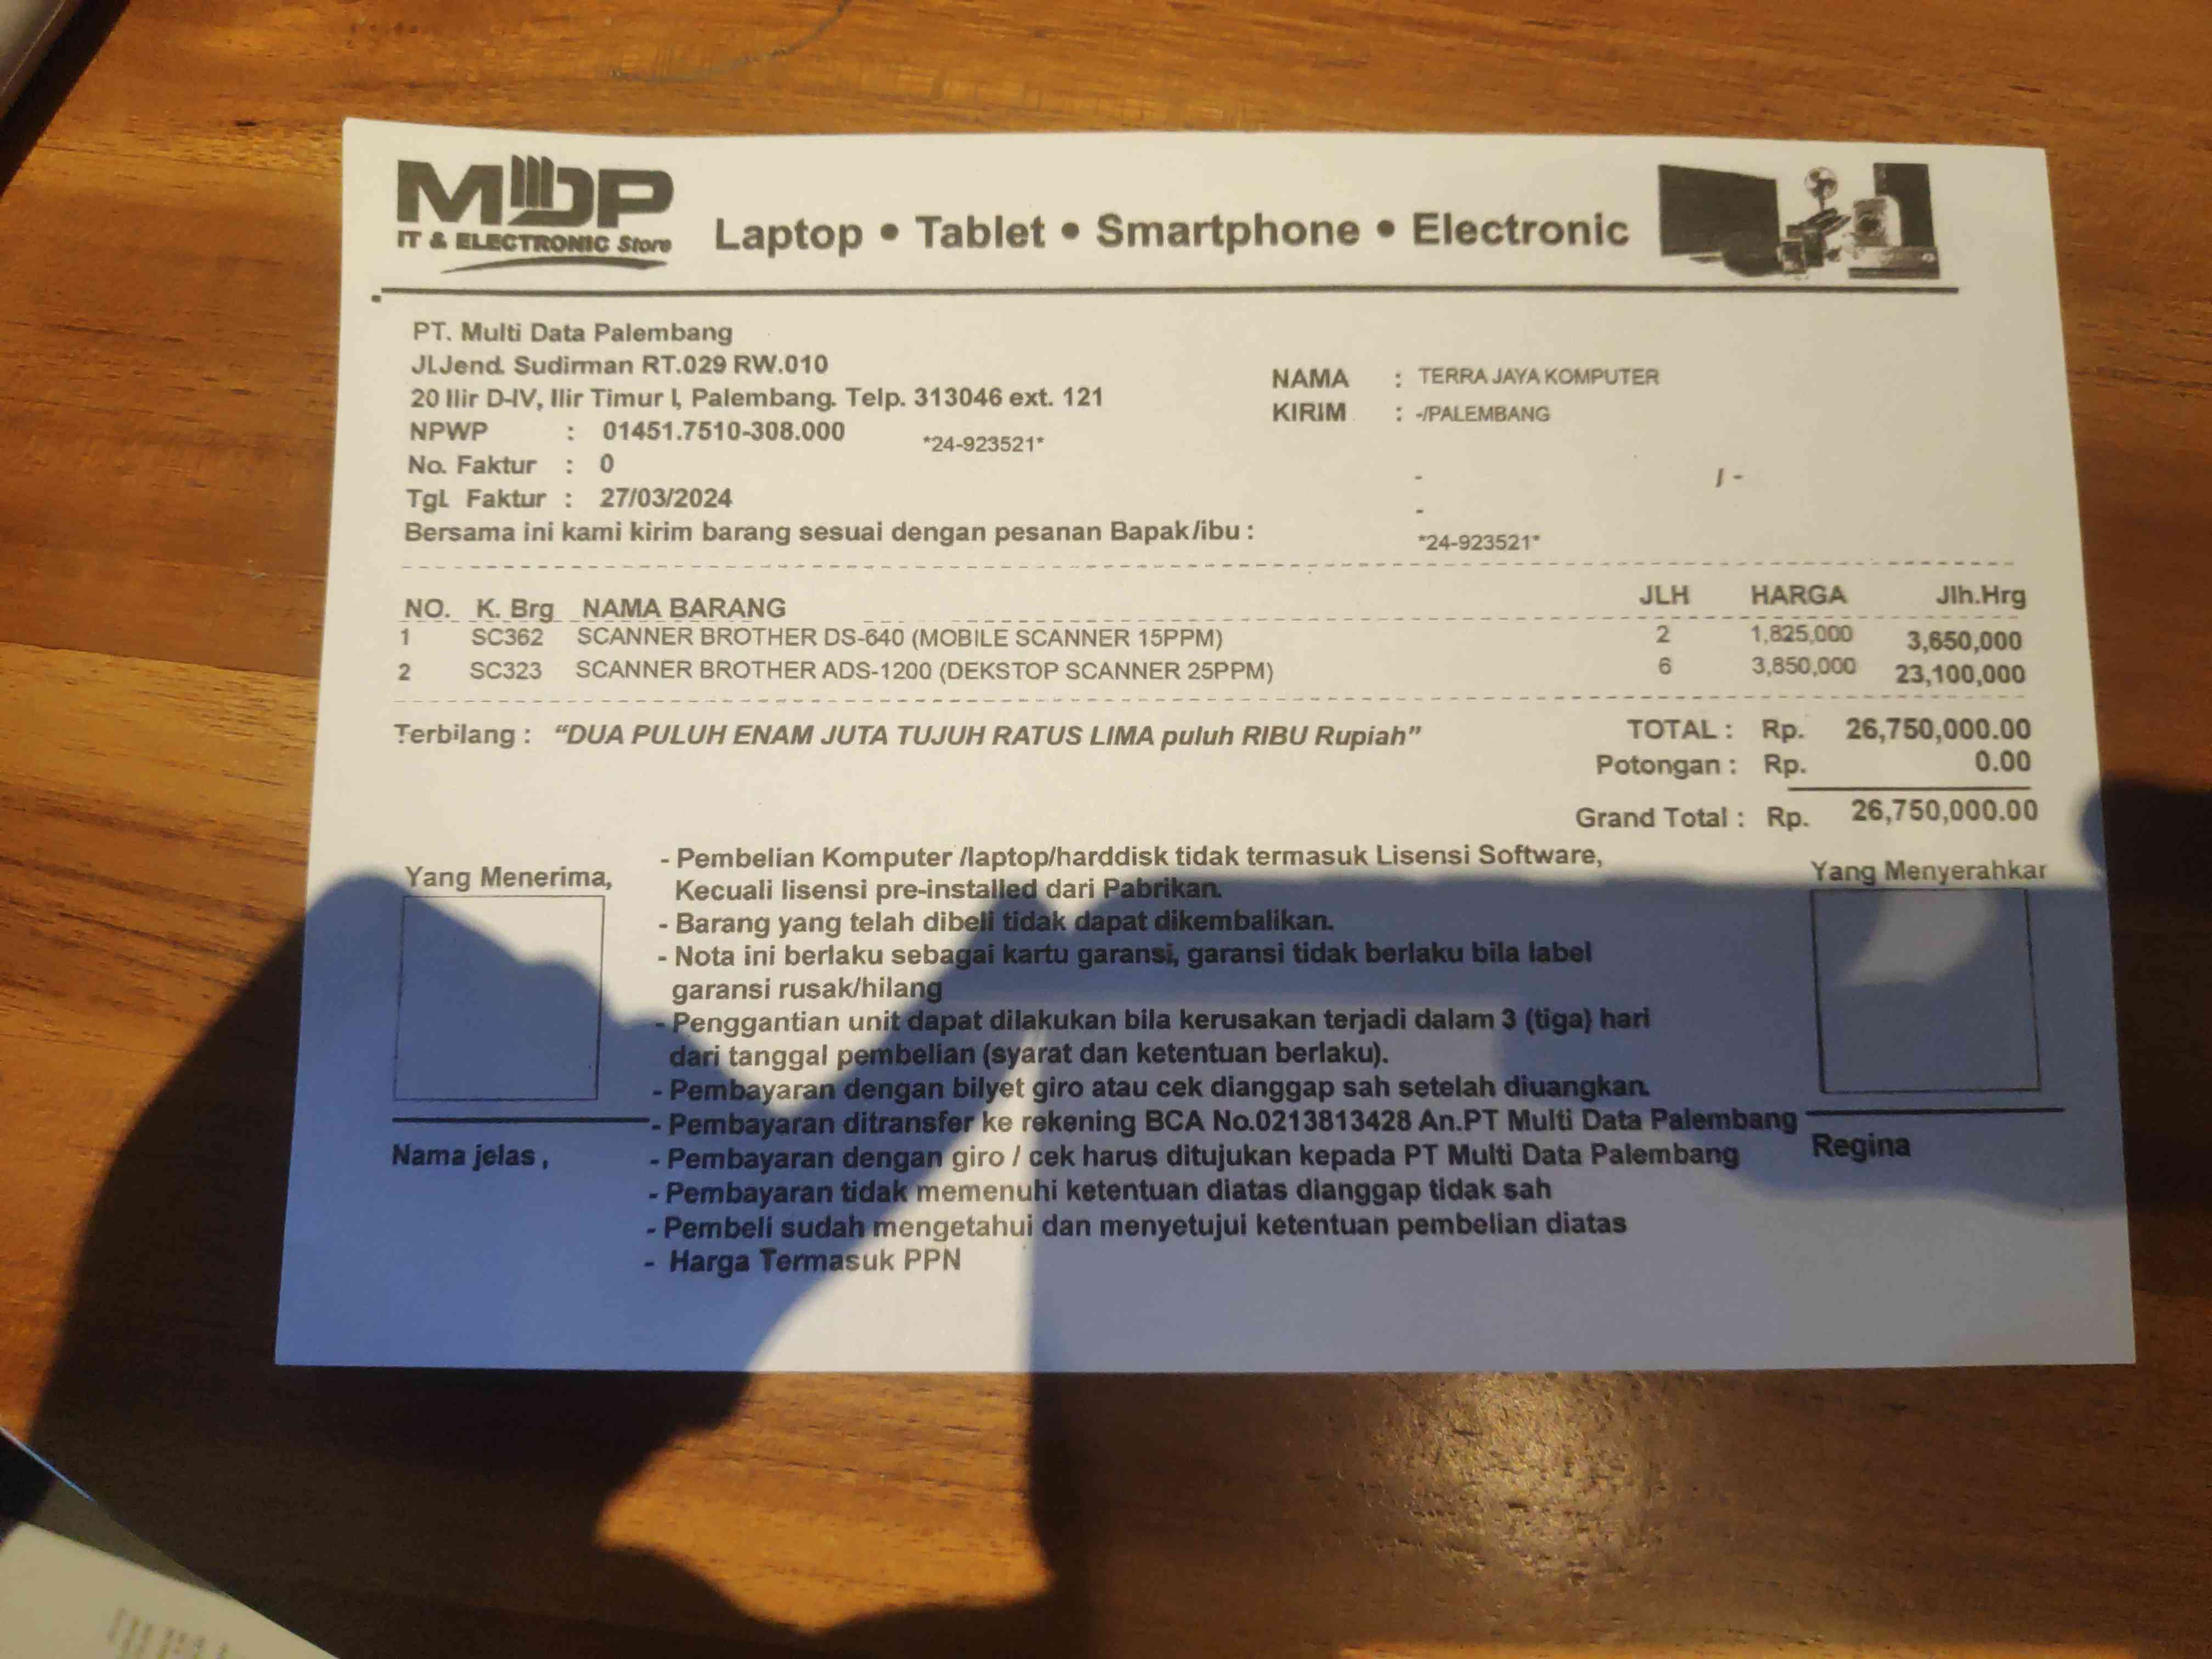 MDP
IT & ELECTRONIC Store
Laptop • Tablet • Smartphone • Electronic
PT. Multi Data Palembang
Jl.Jend. Sudirman RT.029 RW.010
20 Ilir D-IV, Ilir Timur I, Palembang. Telp. 313046 ext. 121
NPWP : 01451.7510-308.000 *24-923521*
No. Faktur : 0
Tgl. Faktur : 27/03/2024
Bersama ini kami kirim barang sesuai dengan pesanan Bapak/ibu :
NAMA : TERRA JAYA KOMPUTER
KIRIM : -/PALEMBANG
- / -
-
*24-923521*
NO. K. Brg NAMA BARANG JLH HARGA Jlh.Hrg
1 SC362 SCANNER BROTHER DS-640 (MOBILE SCANNER 15PPM) 2 1,825,000 3,650,000
2 SC323 SCANNER BROTHER ADS-1200 (DEKSTOP SCANNER 25PPM) 6 3,850,000 23,100,000
Terbilang : "DUA PULUH ENAM JUTA TUJUH RATUS LIMA puluh RIBU Rupiah"
TOTAL : Rp. 26,750,000.00
Potongan : Rp. 0.00
Grand Total : Rp. 26,750,000.00
Yang Menerima,
Nama jelas ,
- Pembelian Komputer /laptop/harddisk tidak termasuk Lisensi Software,
Kecuali lisensi pre-installed dari Pabrikan.
- Barang yang telah dibeli tidak dapat dikembalikan.
- Nota ini berlaku sebagai kartu garansi, garansi tidak berlaku bila label
garansi rusak/hilang
- Penggantian unit dapat dilakukan bila kerusakan terjadi dalam 3 (tiga) hari
dari tanggal pembelian (syarat dan ketentuan berlaku).
- Pembayaran dengan bilyet giro atau cek dianggap sah setelah diuangkan.
- Pembayaran ditransfer ke rekening BCA No.0213813428 An.PT Multi Data Palembang
- Pembayaran dengan giro / cek harus ditujukan kepada PT Multi Data Palembang
- Pembayaran tidak memenuhi ketentuan diatas dianggap tidak sah
- Pembeli sudah mengetahui dan menyetujui ketentuan pembelian diatas
- Harga Termasuk PPN
Yang Menyerahkar
Regina